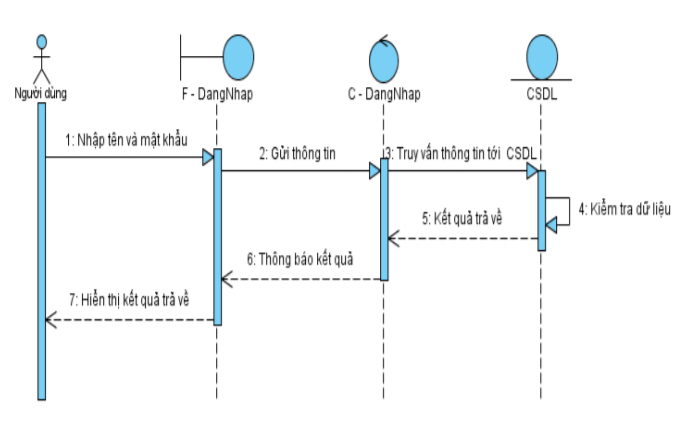 Người dùng
F - DangNhap
C - DangNhap
CSDL
1: Nhập tên và mật khẩu
2: Gửi thông tin
3: Truy vấn thông tin tới CSDL
4: Kiểm tra dữ liệu
5: Kết quả trả về
6: Thông báo kết quả
7: Hiển thị kết quả trả về